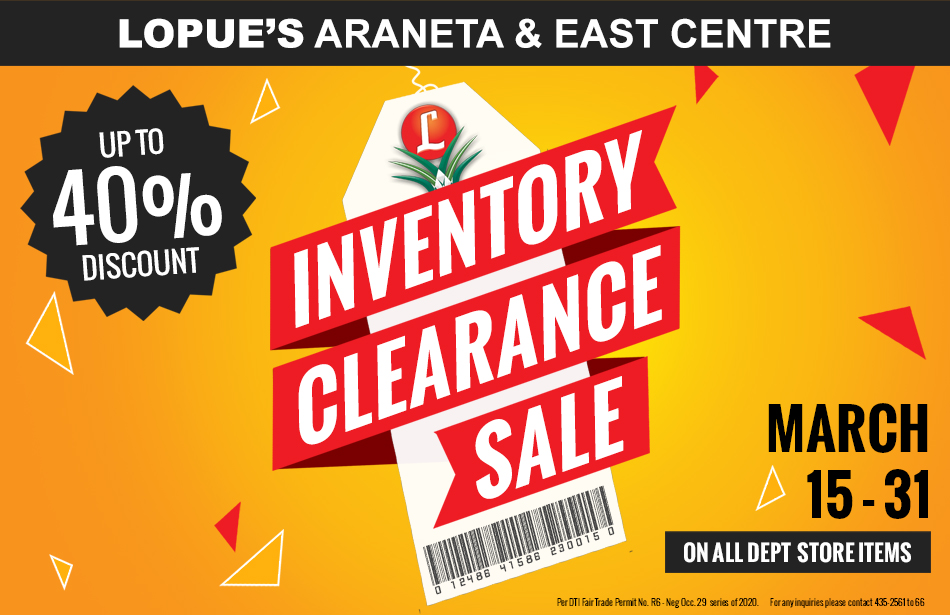 LOPUE'S ARANETA & EAST CENTRE
UP TO
40%
DISCOUNT
L
INVENTORY
CLEARANCE
SALE
0 12486 41586 230015 0
MARCH
15 - 31
ON ALL DEPT STORE ITEMS
Per DTI Fair Trade Permit No. R6 - Neg Occ. 29 series of 2020. For any inquiries please contact 435-2561 to 66